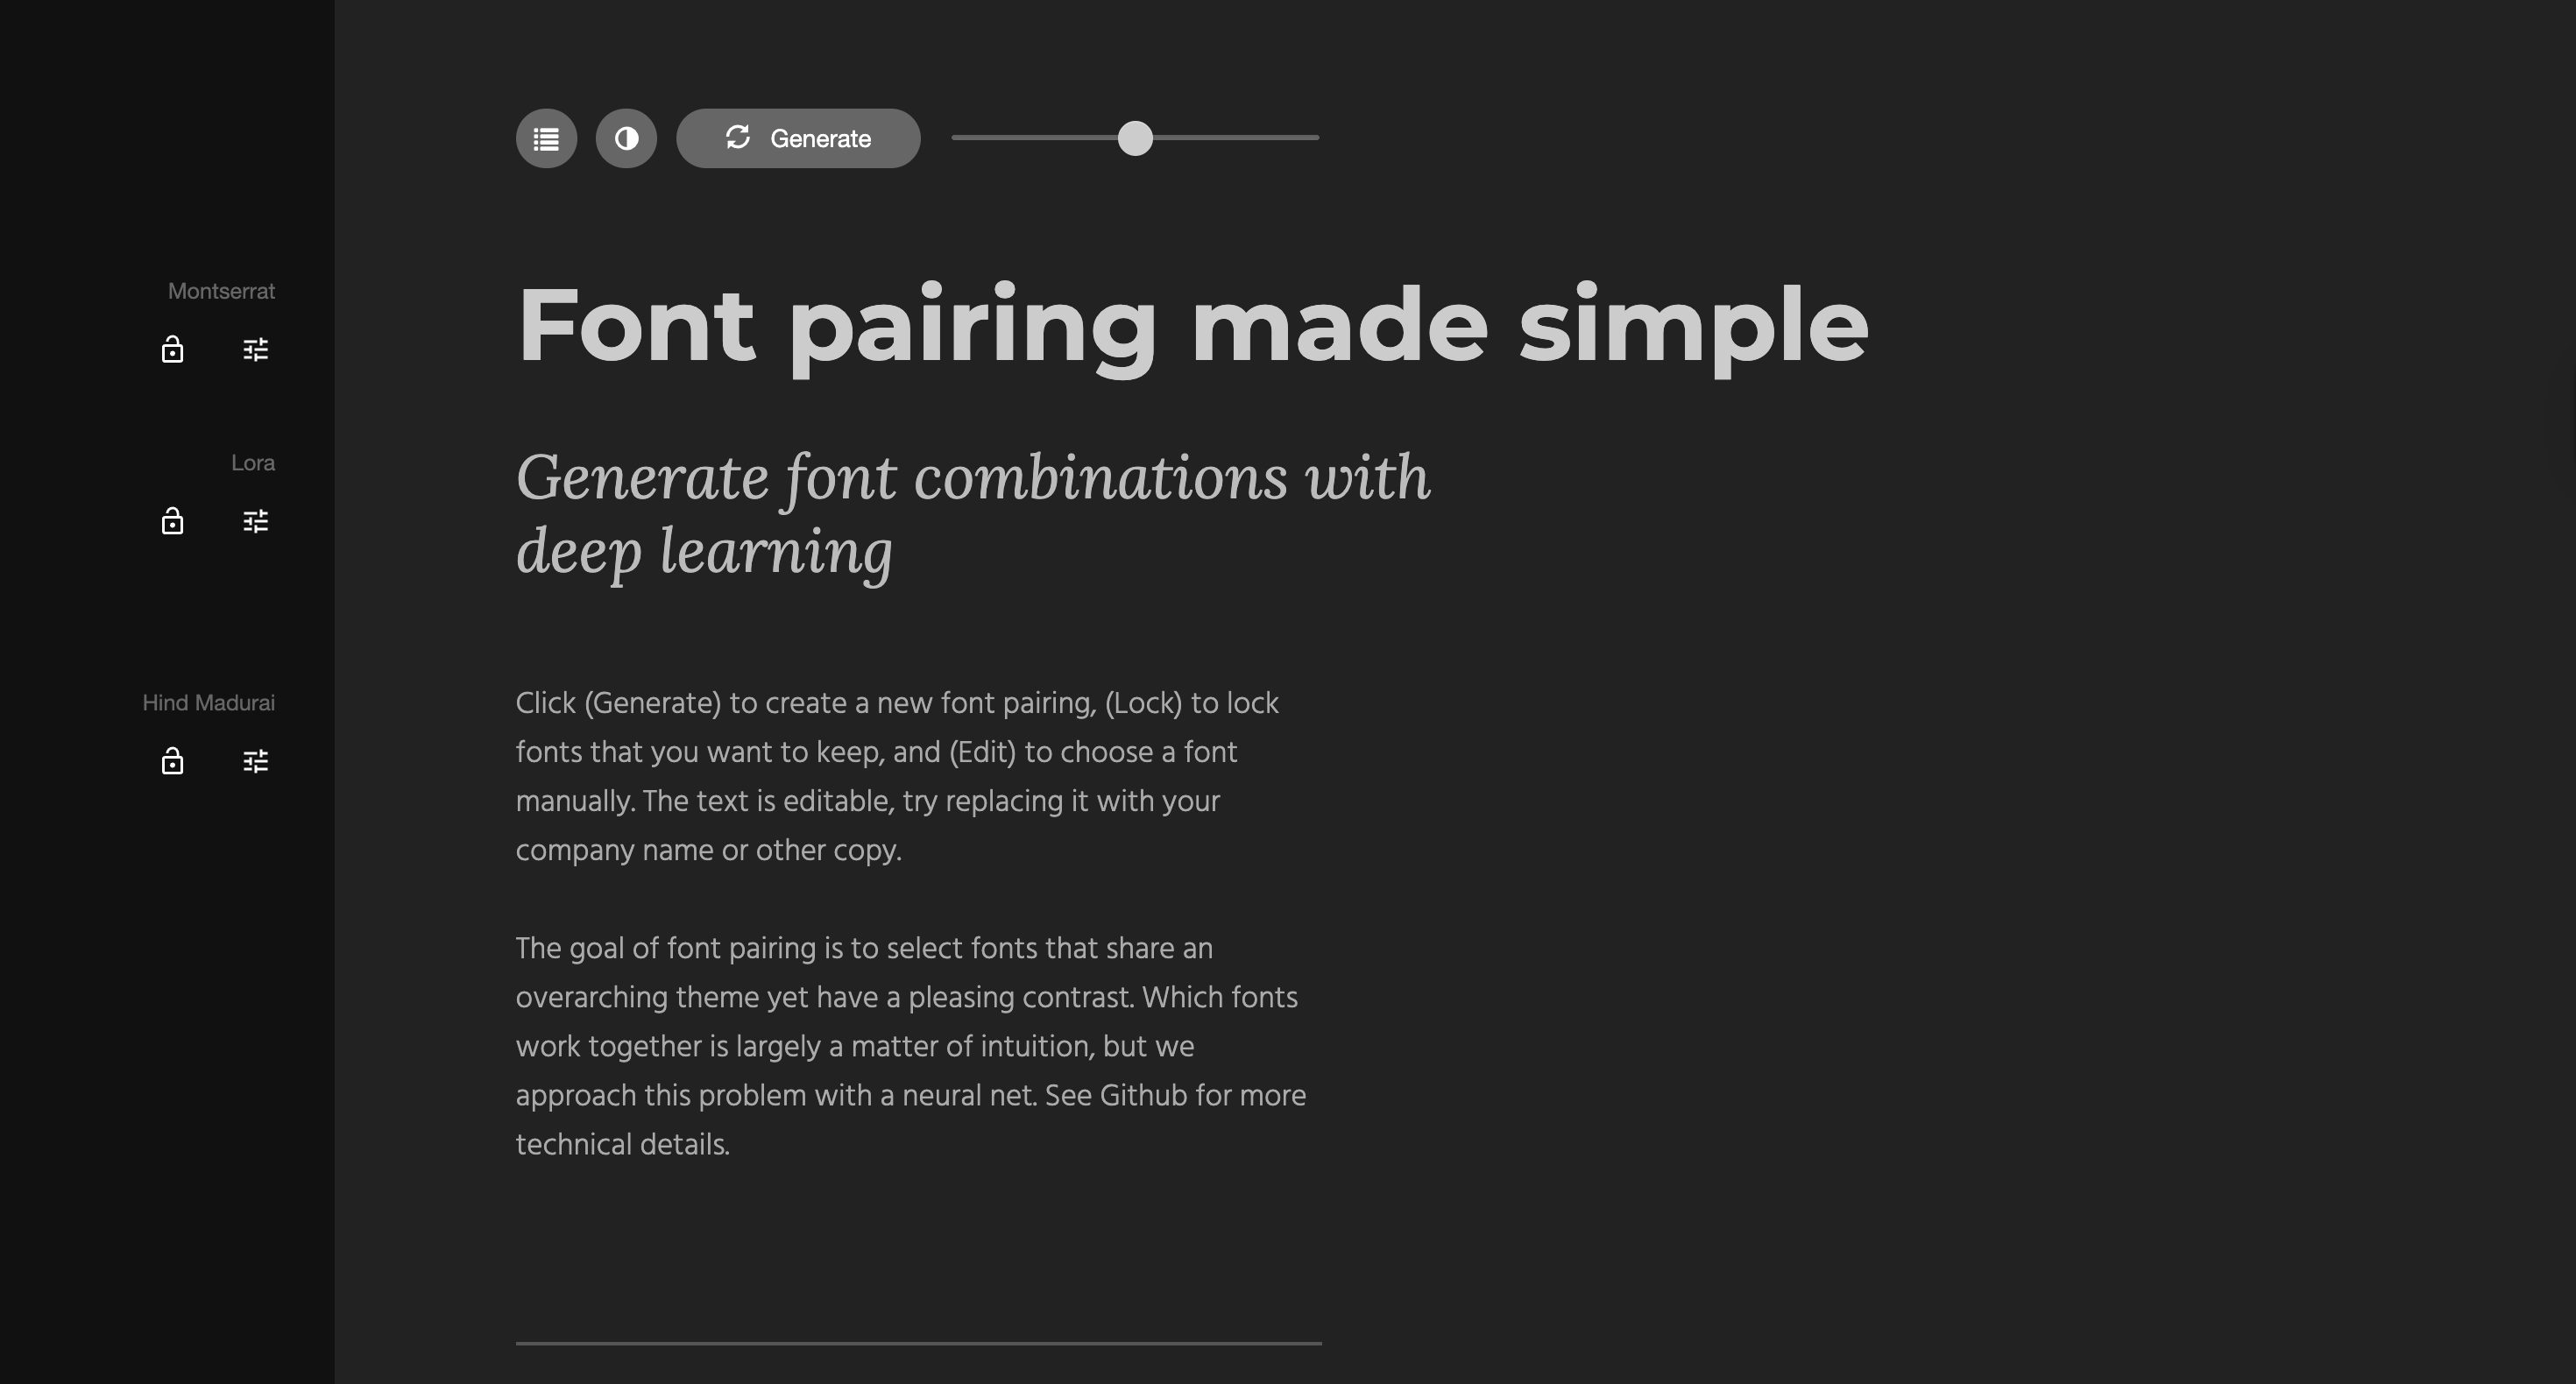 Generate
Montserrat
Font pairing made simple
Lora
Generate font combinations with
deep learning
Hind Madurai
Click (Generate) to create a new font pairing, (Lock) to lock
fonts that you want to keep, and (Edit) to choose a font
manually. The text is editable, try replacing it with your
company name or other copy.
The goal of font pairing is to select fonts that share an
overarching theme yet have a pleasing contrast. Which fonts
work together is largely a matter of intuition, but we
approach this problem with a neural net. See Github for more
technical details.